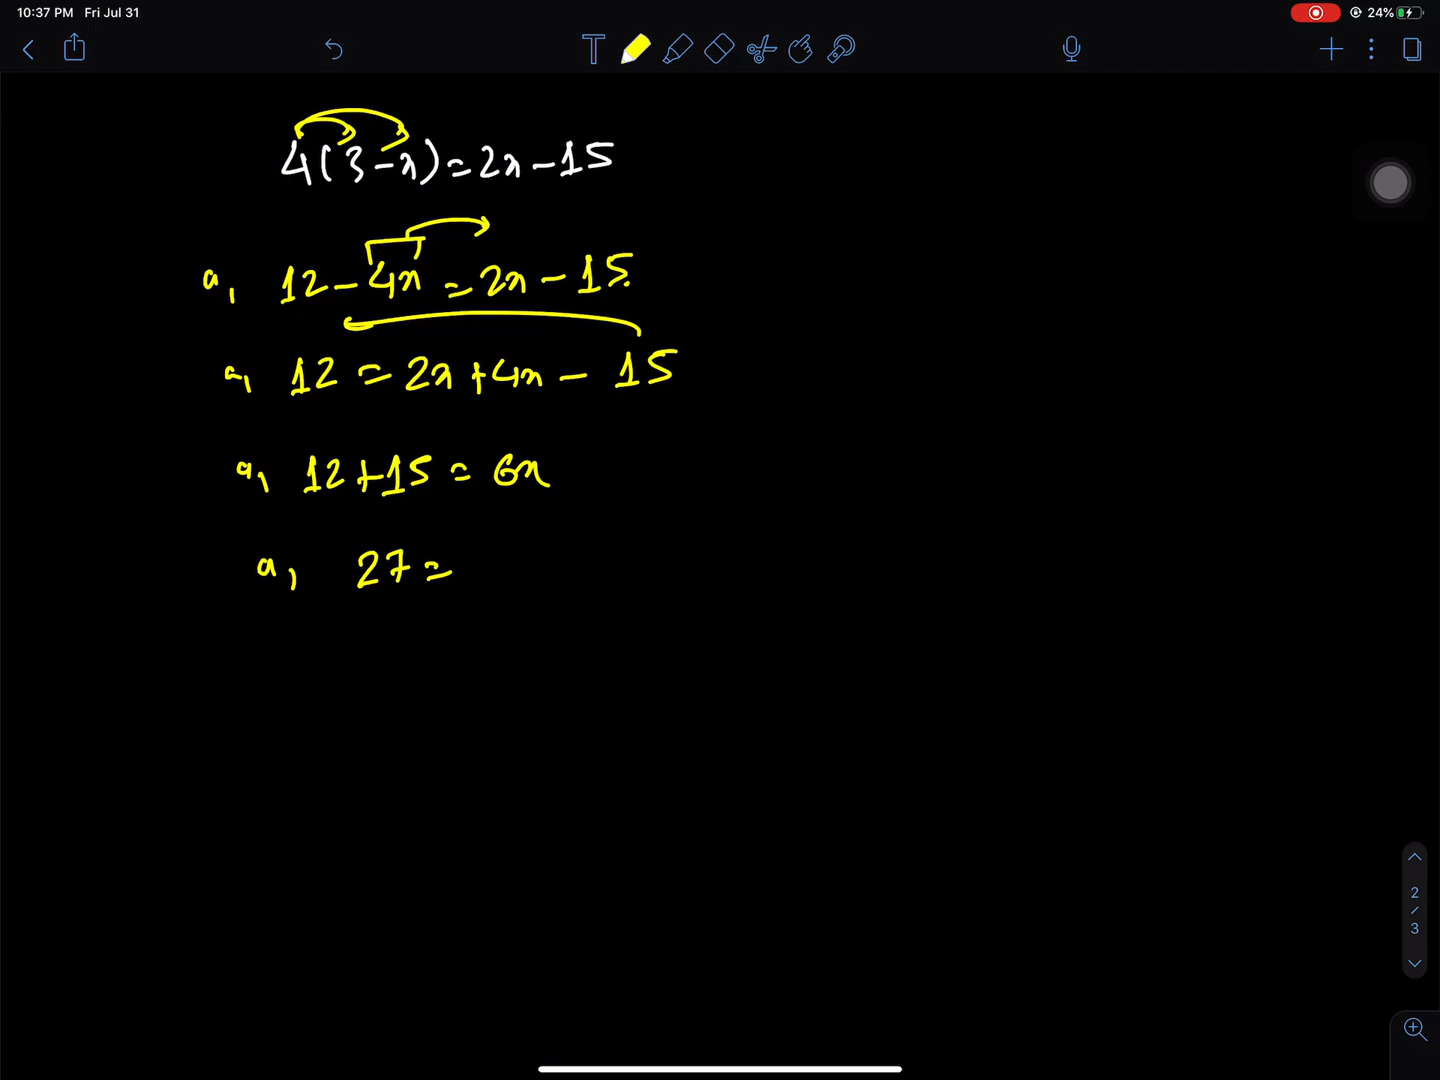 10:37 PM Fri Jul 31
24%
4(3-x)=2x-15
a, 12-4x=2x-15
a, 12=2x+4x-15
a, 12+15=6x
a, 27=
2
/
3